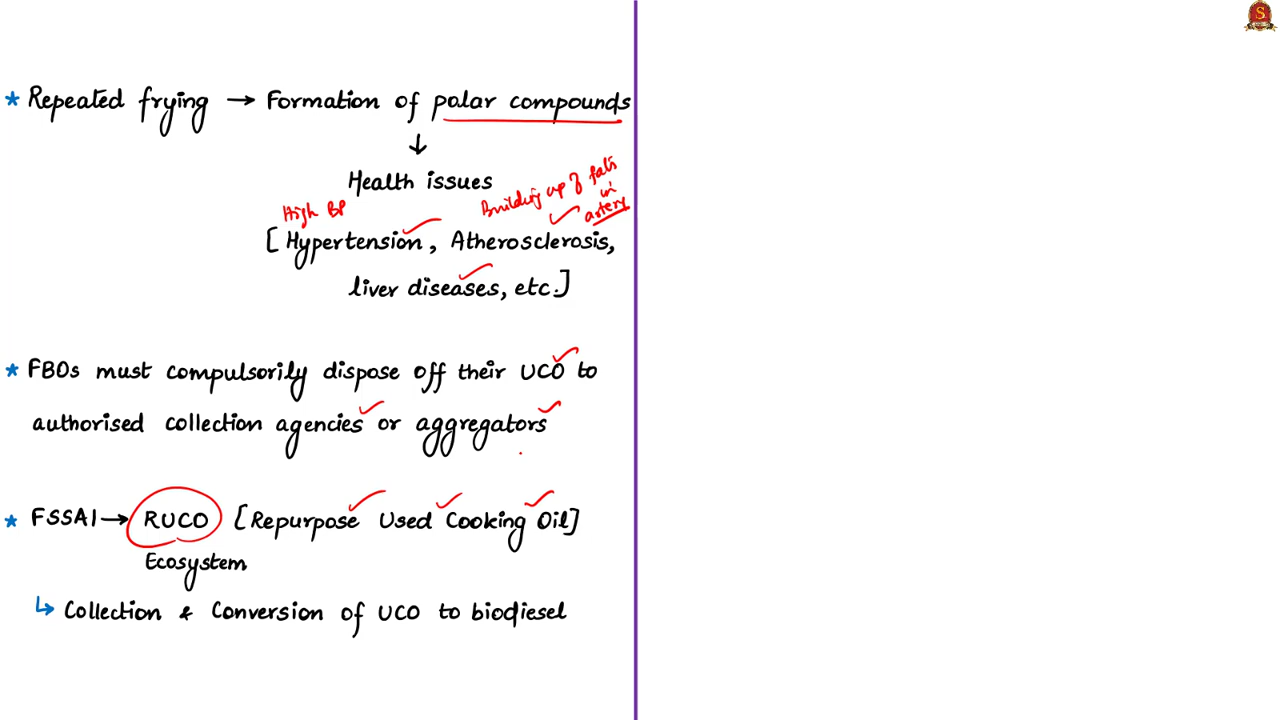 * Repeated frying → Formation of polar compounds
↓
Health issues
High BP
Building up of fats
in
artery
[Hypertension, Atherosclerosis,
liver diseases, etc.]
* FBOs must compulsorily dispose off their UCO to
authorised collection agencies or aggregators
* FSSAI → RUCO [Repurpose Used Cooking Oil]
Ecosystem
↳ Collection & Conversion of UCO to biodiesel